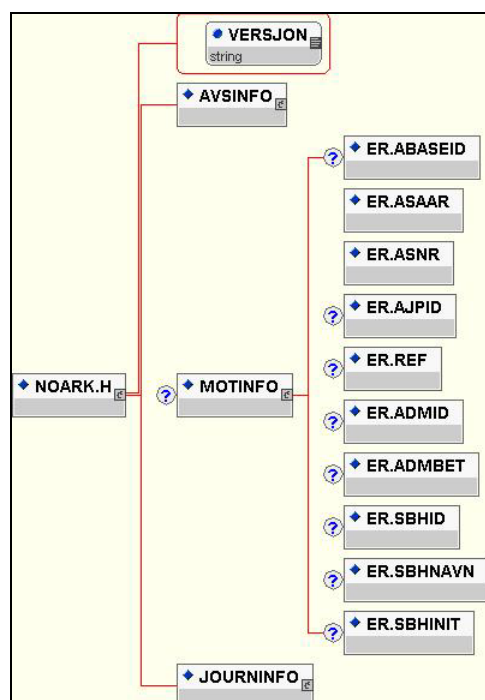 VERSJON
string
AVSINFO
? ER.ABASEID
ER.ASAAR
ER.ASNR
? ER.AJPID
? ER.REF
NOARK.H
? MOTINFO
? ER.ADMID
? ER.ADMBET
? ER.SBHID
? ER.SBHNAVN
? ER.SBHINIT
JOURNINFO